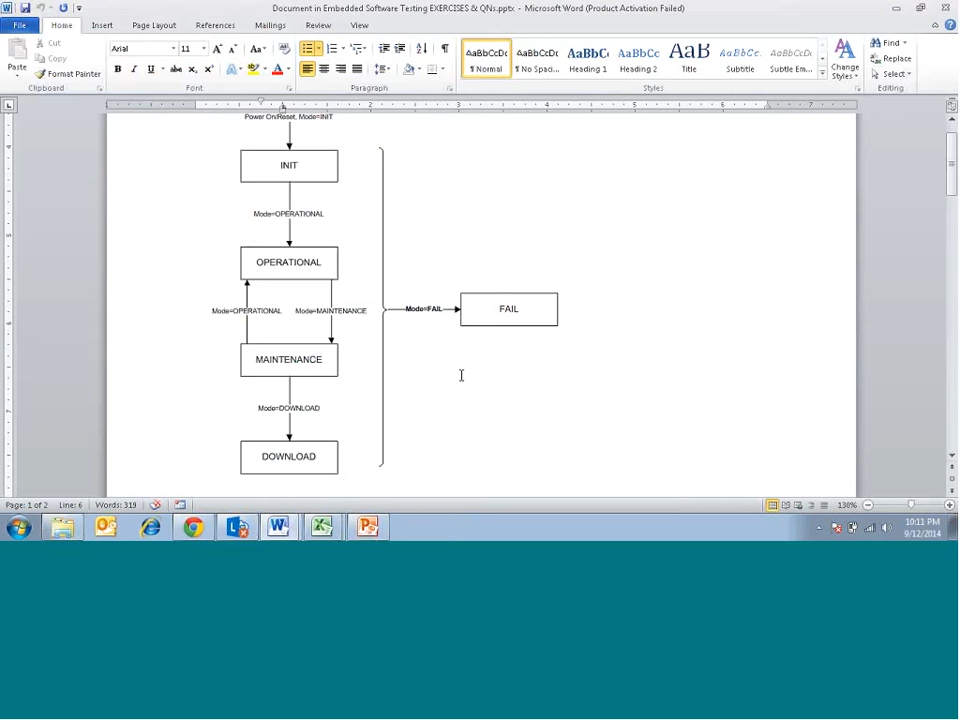 Document in Embedded Software Testing EXERCISES & QNs.pptx - Microsoft Word (Product Activation Failed)
File Home Insert Page Layout References Mailings Review View
Paste
Cut
Copy
Format Painter
Clipboard
Arial 11
Font
Paragraph
AaBbCcDc AaBbCcDc AaBbC AaBbCc AaB AaBbCc. AaBbCcDc
¶ Normal ¶ No Spaci... Heading 1 Heading 2 Title Subtitle Subtle Em...
Styles
Change Styles
Find
Replace
Select
Editing
Power On/Reset, Mode=INIT
INIT
Mode=OPERATIONAL
OPERATIONAL
Mode=OPERATIONAL Mode=MAINTENANCE
Mode=FAIL
FAIL
MAINTENANCE
Mode=DOWNLOAD
DOWNLOAD
Page: 1 of 2 Line: 6 Words: 319 130%
10:11 PM
9/12/2014